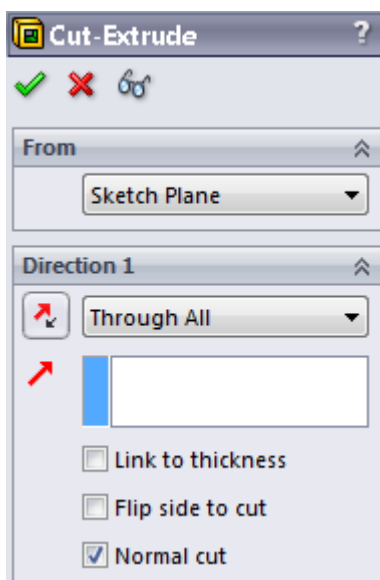 Cut-Extrude ?
From
Sketch Plane
Direction 1
Through All
Link to thickness
Flip side to cut
Normal cut